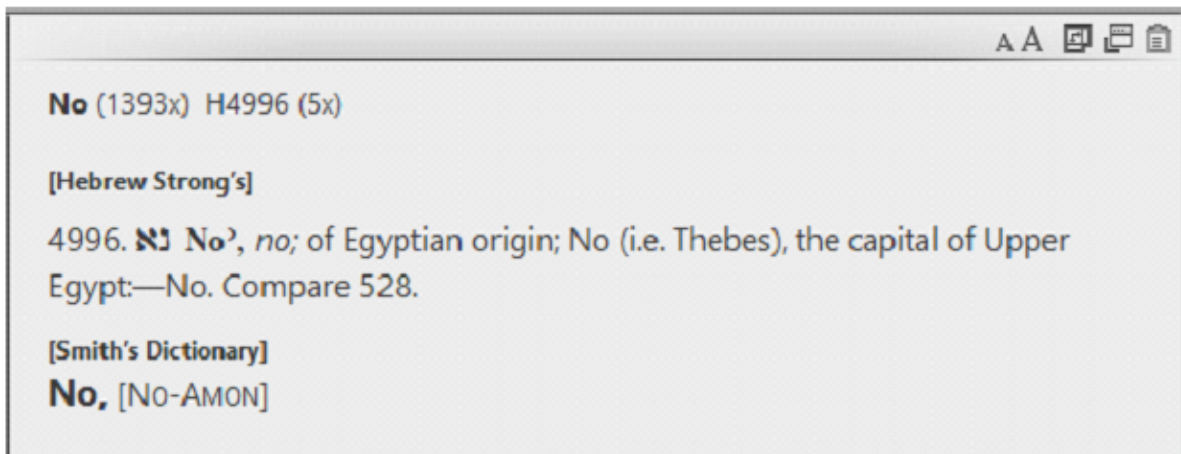 A A
No (1393x) H4996 (5x)
[Hebrew Strong's]
4996. נֹא Noʾ, no; of Egyptian origin; No (i.e. Thebes), the capital of Upper
Egypt:—No. Compare 528.
[Smith's Dictionary]
No, [NO-AMON]